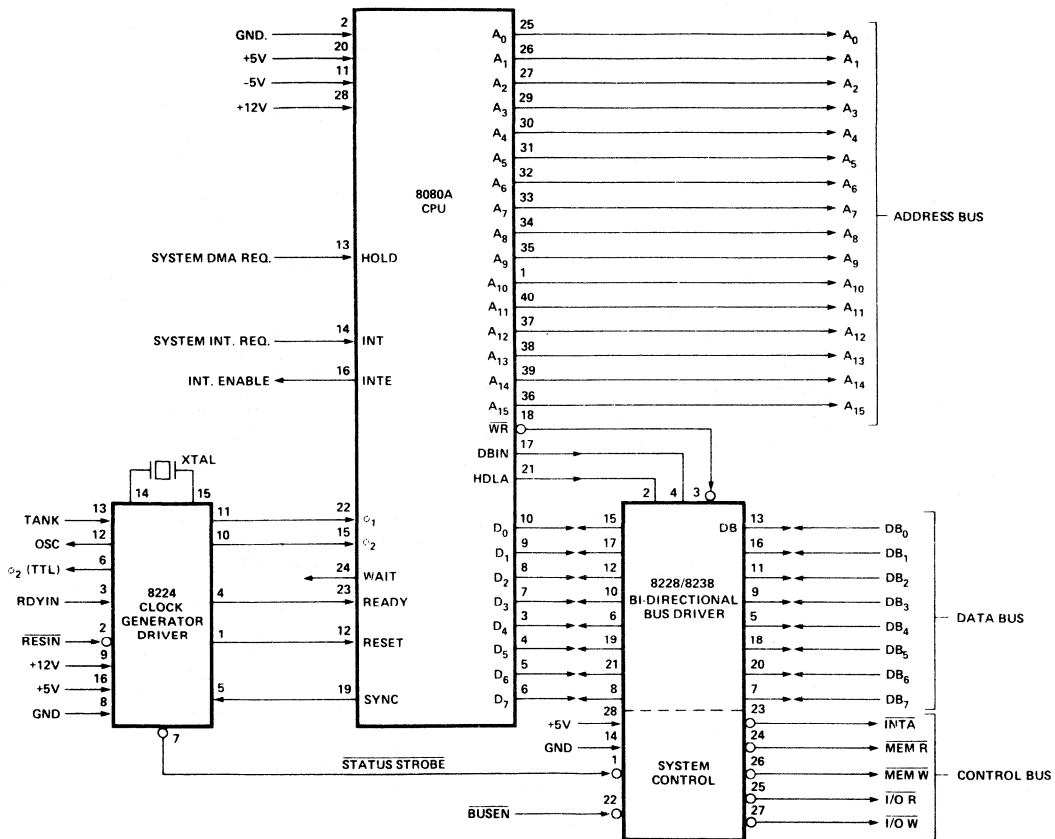 2
GND.
20
+5V
11
-5V
28
+12V
8080A
CPU
13
SYSTEM DMA REQ.
HOLD
14
SYSTEM INT. REQ.
INT
16
INT. ENABLE
INTE
A0 25 A0
A1 26 A1
A2 27 A2
A3 29 A3
A4 30 A4
A5 31 A5
A6 32 A6
A7 33 A7
A8 34 A8
A9 35 A9
A10 1 A10
A11 40 A11
A12 37 A12
A13 38 A13
A14 39 A14
A15 36 A15
ADDRESS BUS
WR 18
DBIN 17
HDLA 21
2 4 3
XTAL
14 15
TANK 13
OSC 12
φ2 (TTL) 6
RDYIN 3
RESIN 2
+12V 9
+5V 16
GND 8
8224
CLOCK
GENERATOR
DRIVER
11 22 φ1
10 15 φ2
24 WAIT
4 23 READY
1 12 RESET
5 19 SYNC
7
STATUS STROBE
D0 10 15
D1 9 17
D2 8 12
D3 7 10
D4 3 6
D5 4 19
D6 5 21
D7 6 8
DB
8228/8238
BI-DIRECTIONAL
BUS DRIVER
13 DB0
16 DB1
11 DB2
9 DB3
5 DB4
18 DB5
20 DB6
7 DB7
DATA BUS
+5V 28
GND 14
1
BUSEN 22
SYSTEM
CONTROL
23 INTA
24 MEM R
26 MEM W
25 I/O R
27 I/O W
CONTROL BUS